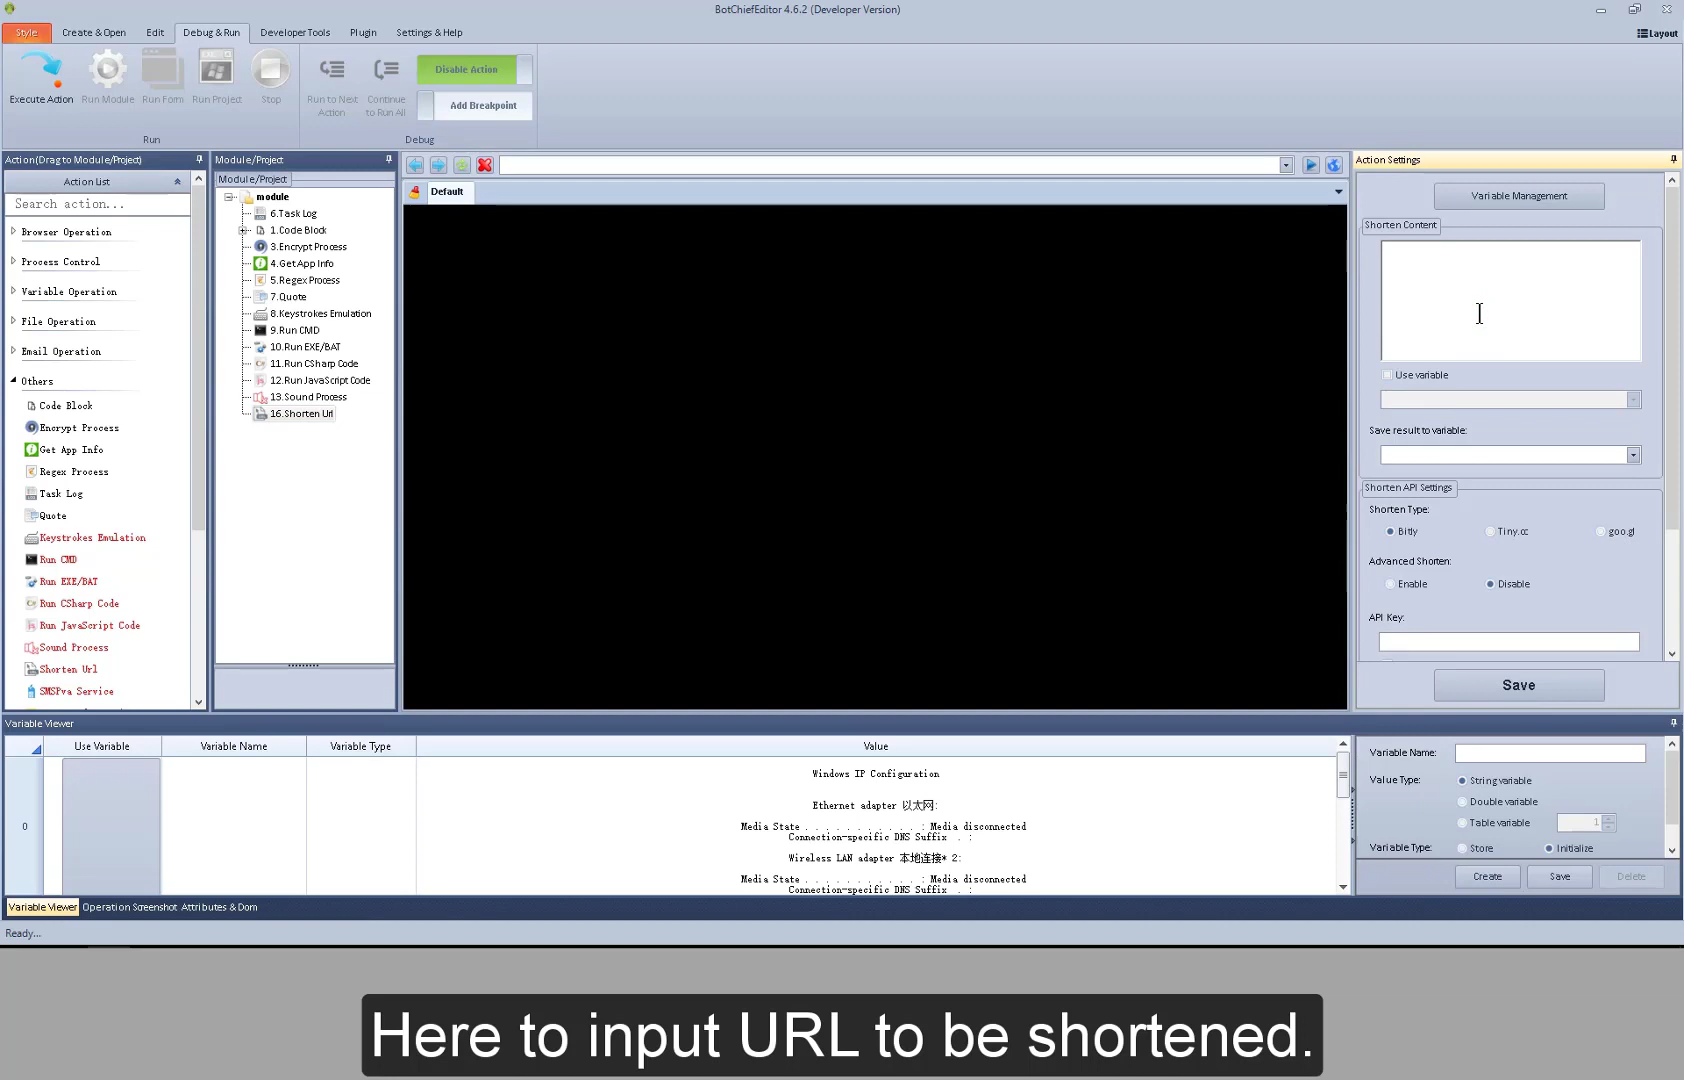 BotChiefEditor 4.6.2 (Developer Version)
Style
Create & Open
Edit
Debug & Run
Developer Tools
Plugin
Settings & Help
Layout
Execute Action
Run Module
Run Form
Run Project
Stop
Run to Next
Action
Continue
to Run All
Disable Action
Add Breakpoint
Run
Debug
Action(Drag to Module/Project)
Action List
Search action...
Browser Operation
Process Control
Variable Operation
File Operation
Email Operation
Others
Code Block
Encrypt Process
Get App Info
Regex Process
Task Log
Quote
Keystrokes Emulation
Run CMD
Run EXE/BAT
Run CSharp Code
Run JavaScript Code
Sound Process
Shorten Url
SMSPva Service
Module/Project
Module/Project
module
6.Task Log
1.Code Block
3.Encrypt Process
4.Get App Info
5.Regex Process
7.Quote
8.Keystrokes Emulation
9.Run CMD
10.Run EXE/BAT
11.Run CSharp Code
12.Run JavaScript Code
13.Sound Process
16.Shorten Url
Default
Action Settings
Variable Management
Shorten Content
Use variable
Save result to variable:
Shorten API Settings
Shorten Type:
Bitly
Tiny.cc
goo.gl
Advanced Shorten:
Enable
Disable
API Key:
Save
Variable Viewer
Use Variable
Variable Name
Variable Type
Value
0
Windows IP Configuration
Ethernet adapter 以太网:
Media State . . . . . . . . . . . : Media disconnected
Connection-specific DNS Suffix . :
Wireless LAN adapter 本地连接* 2:
Media State . . . . . . . . . . . : Media disconnected
Connection-specific DNS Suffix . :
Variable Name:
Value Type:
String variable
Double variable
Table variable
1
Variable Type:
Store
Initialize
Create
Save
Delete
Variable Viewer
Operation Screenshot
Attributes & Dom
Ready...
Here to input URL to be shortened.